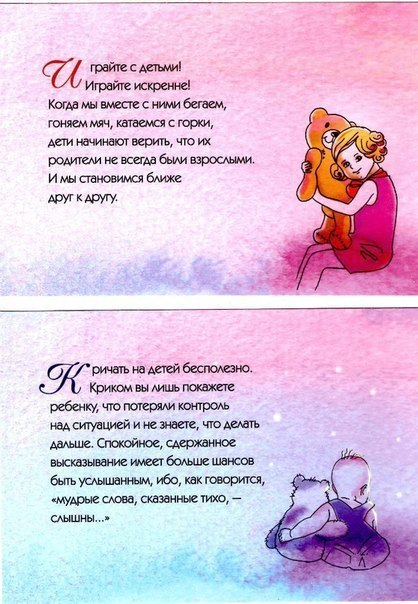 Играйте с детьми!
Играйте искренне!
Когда мы вместе с ними бегаем,
гоняем мяч, катаемся с горки,
дети начинают верить, что их
родители не всегда были взрослыми.
И мы становимся ближе
друг к другу.
Кричать на детей бесполезно.
Криком вы лишь покажете
ребенку, что потеряли контроль
над ситуацией и не знаете, что делать
дальше. Спокойное, сдержанное
высказывание имеет больше шансов
быть услышанным, ибо, как говорится,
«мудрые слова, сказанные тихо, —
слышны...»